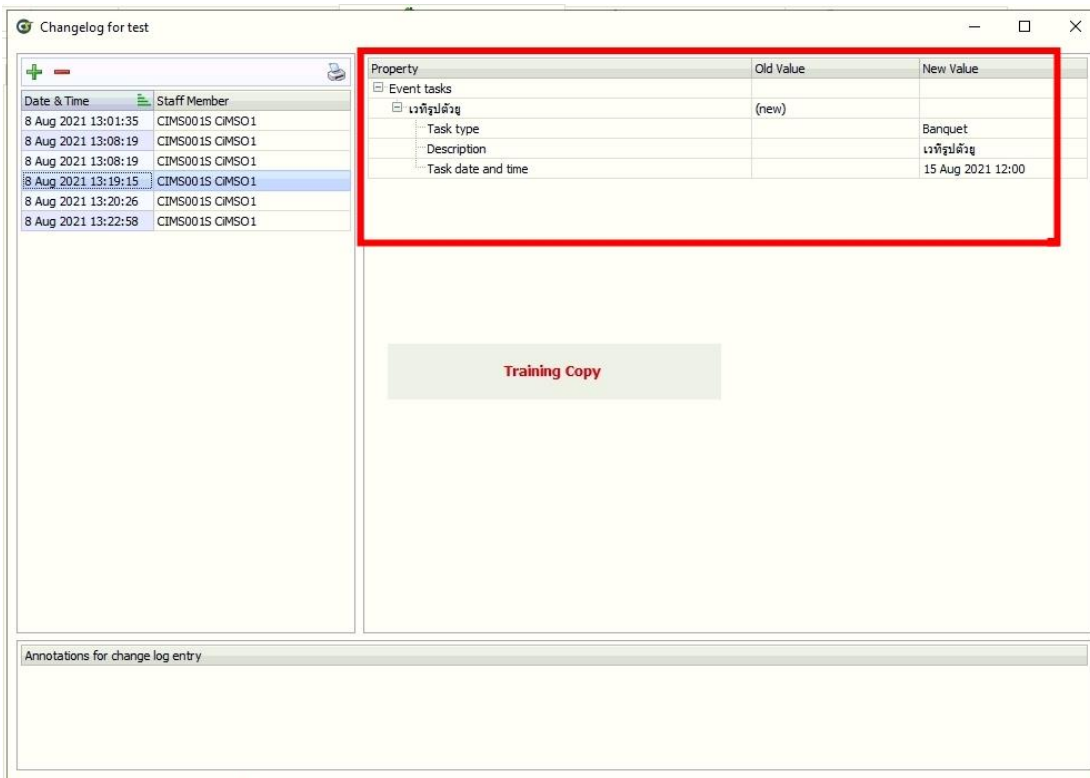 Changelog for test
Date & Time Staff Member
8 Aug 2021 13:01:35 CIMS001S CiMSO1
8 Aug 2021 13:08:19 CIMS001S CiMSO1
8 Aug 2021 13:08:19 CIMS001S CiMSO1
8 Aug 2021 13:19:15 CIMS001S CiMSO1
8 Aug 2021 13:20:26 CIMS001S CiMSO1
8 Aug 2021 13:22:58 CIMS001S CiMSO1
Property Old Value New Value
Event tasks
เวทีรูปตัวยู (new)
Task type Banquet
Description เวทีรูปตัวยู
Task date and time 15 Aug 2021 12:00
Training Copy
Annotations for change log entry